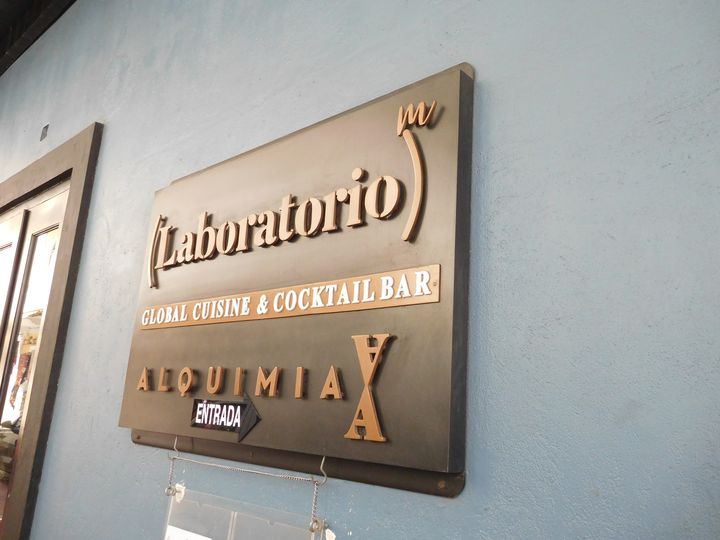 (Laboratorio)m
GLOBAL CUISINE & COCKTAIL BAR
ALQUIMIA
ENTRADA